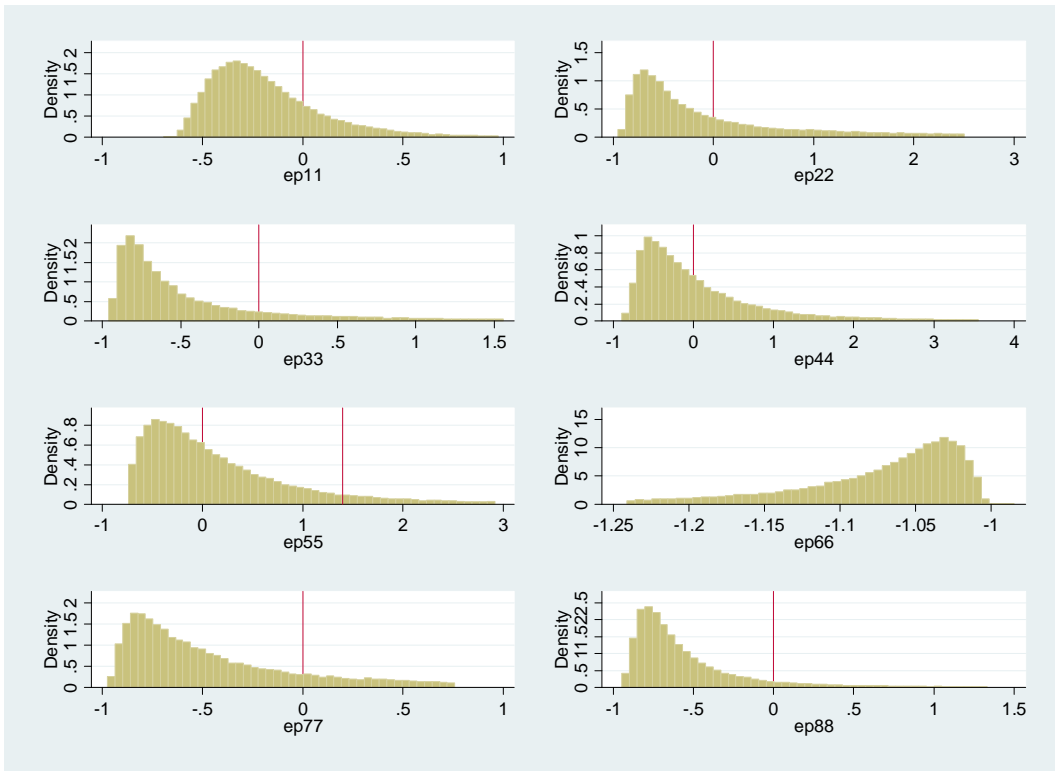 Density
0 .5 1 1.5 2
-1 -.5 0 .5 1
ep11
Density
0 .5 1 1.5
-1 0 1 2 3
ep22
Density
0 .5 1 1.5 2
-1 -.5 0 .5 1 1.5
ep33
Density
0 .2 .4 .6 .8 1
-1 0 1 2 3 4
ep44
Density
0 .2 .4 .6 .8
-1 0 1 2 3
ep55
Density
0 5 10 15
-1.25 -1.2 -1.15 -1.1 -1.05 -1
ep66
Density
0 .5 1 1.5 2
-1 -.5 0 .5 1
ep77
Density
0 .5 1 1.5 2 2.5
-1 -.5 0 .5 1 1.5
ep88